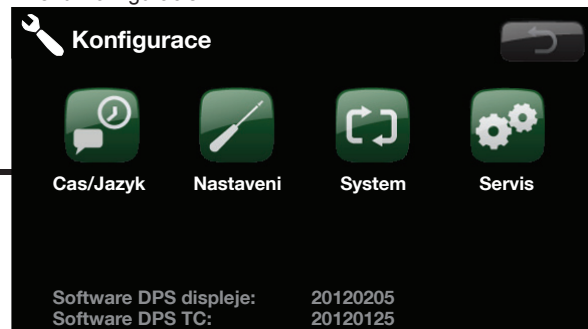 Konfigurace
Cas/Jazyk Nastaveni System Servis
Software DPS displeje: 20120205
Software DPS TC: 20120125